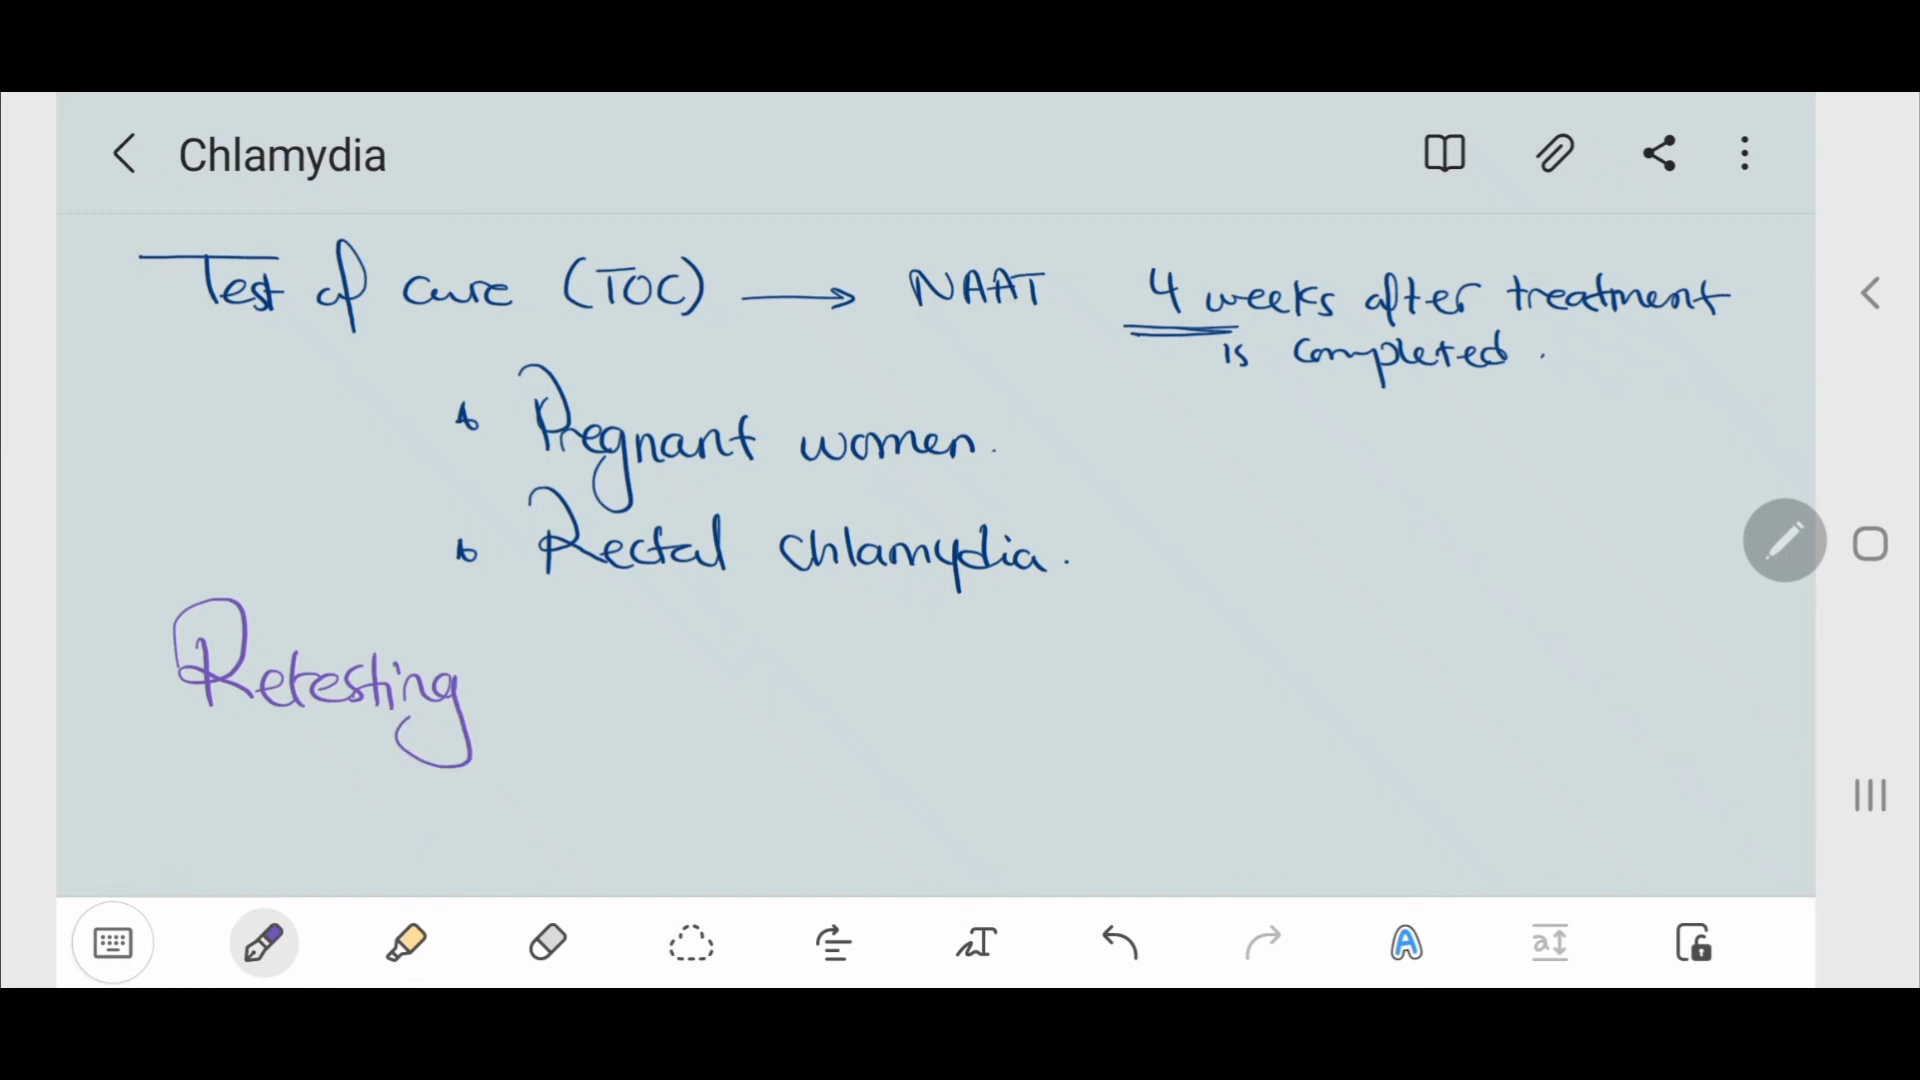 Chlamydia
Test of cure (TOC) → NAAT 4 weeks after treatment
is completed.
Pregnant women.
Rectal chlamydia.
Retesting